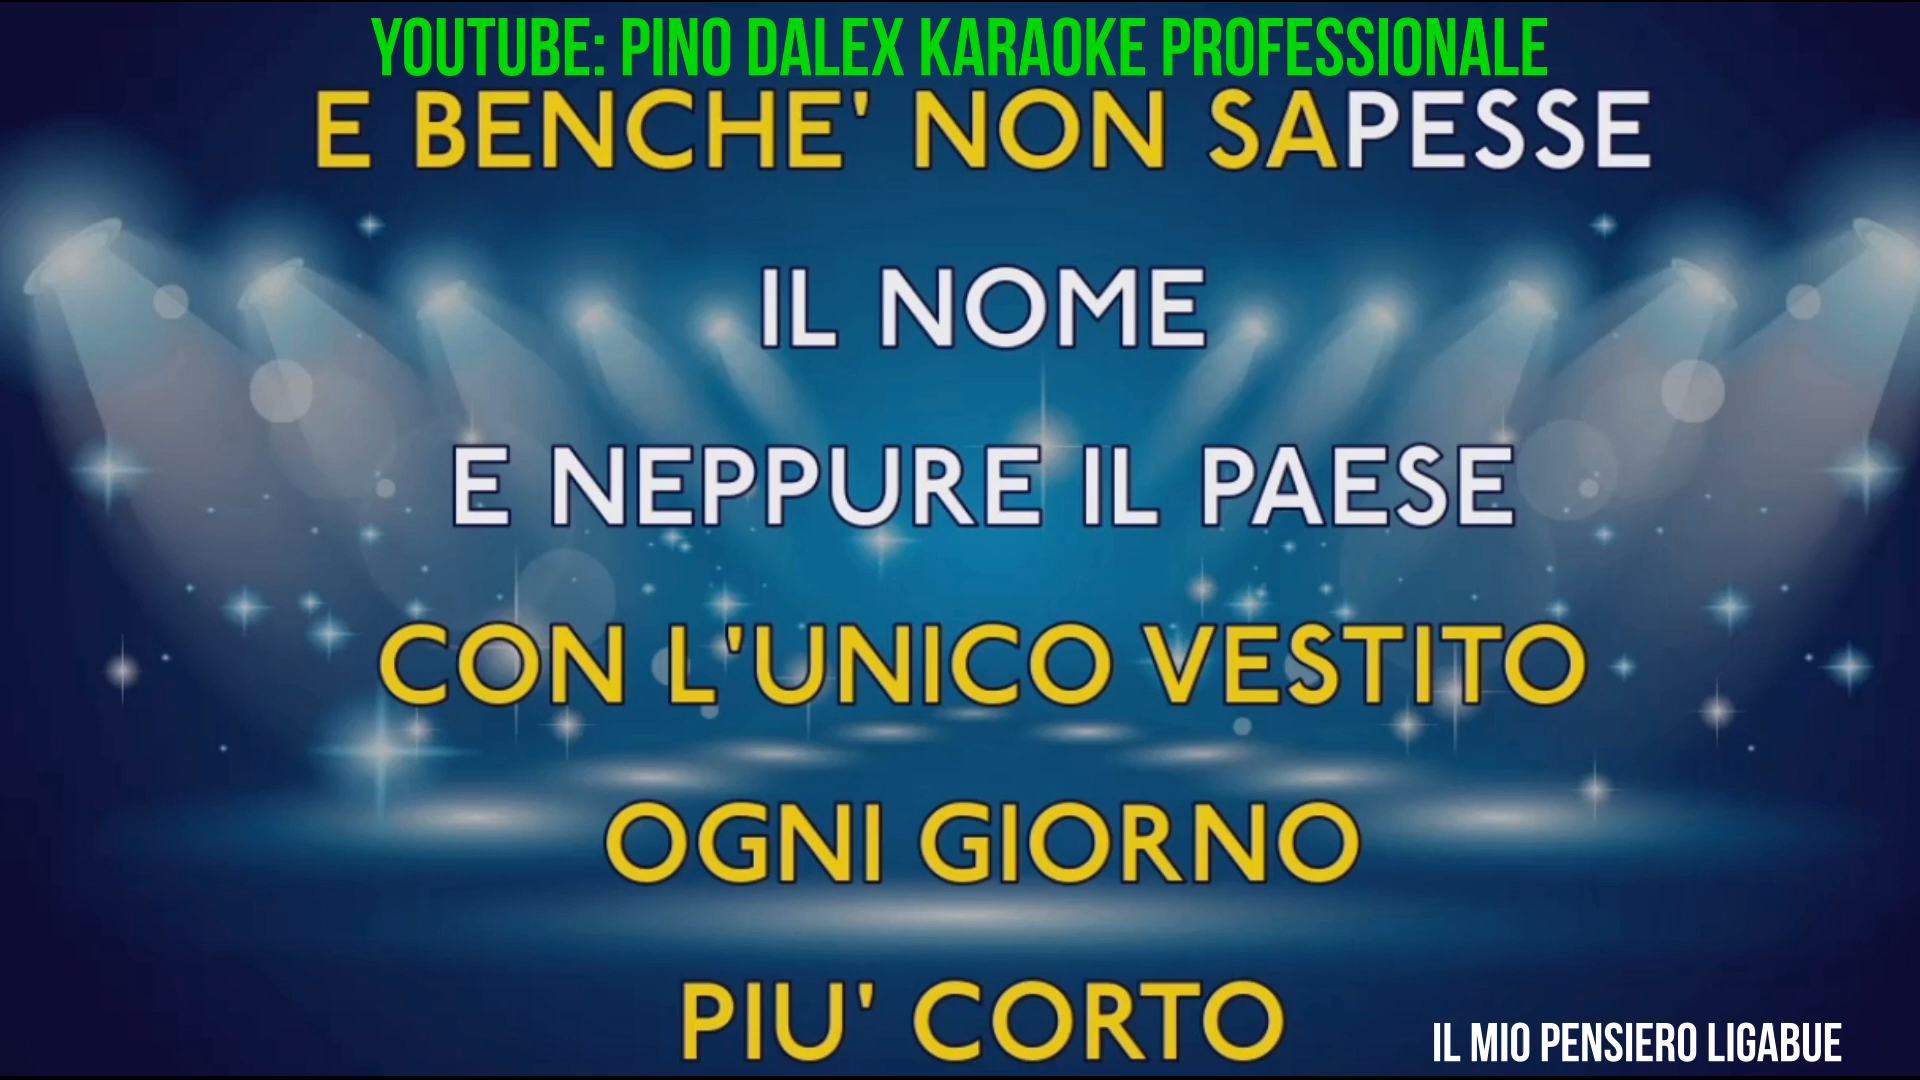 YOUTUBE: PINO DALEX KARAOKE PROFESSIONALE
E BENCHE' NON SAPESSE
IL NOME
E NEPPURE IL PAESE
CON L'UNICO VESTITO
OGNI GIORNO
PIU' CORTO
IL MIO PENSIERO LIGABUE